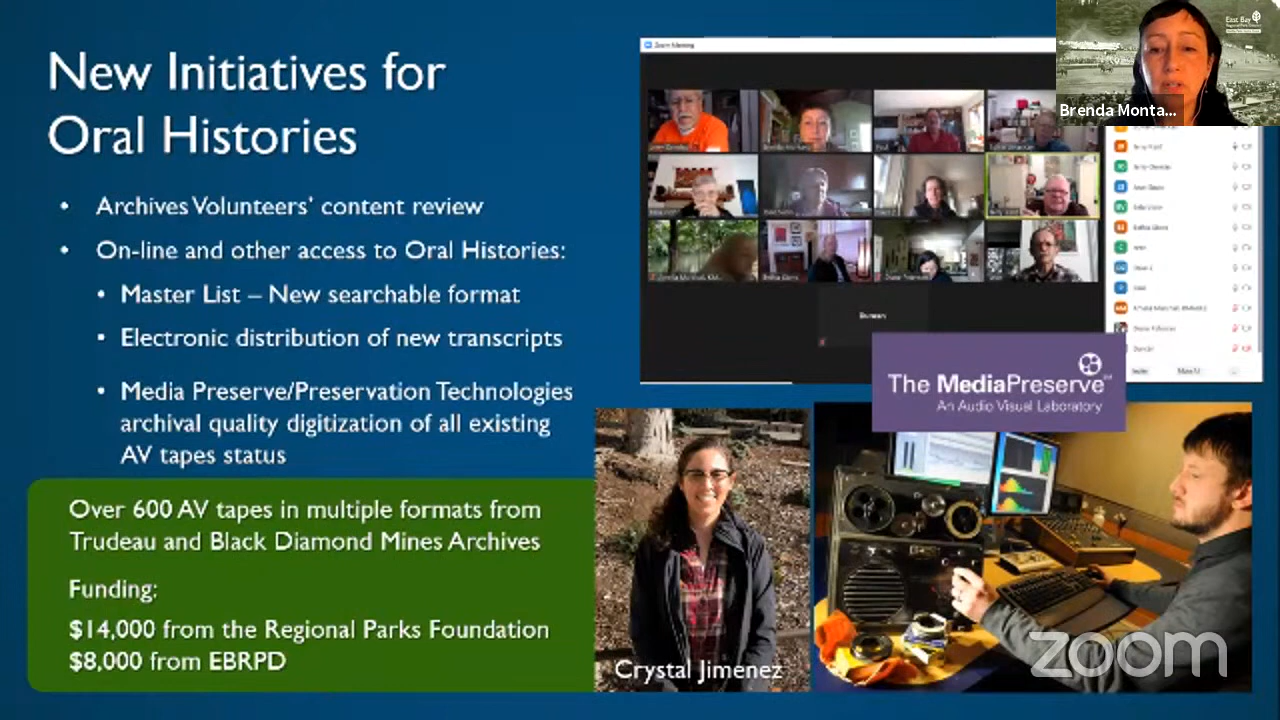 New Initiatives for
Oral Histories
• Archives Volunteers' content review
• On-line and other access to Oral Histories:
• Master List – New searchable format
• Electronic distribution of new transcripts
• Media Preserve/Preservation Technologies
archival quality digitization of all existing
AV tapes status
Over 600 AV tapes in multiple formats from
Trudeau and Black Diamond Mines Archives
Funding:
$14,000 from the Regional Parks Foundation
$8,000 from EBRPD
Zoom Meeting
East Bay
Brenda Monta...
Duncan
The MediaPreserve
An Audio Visual Laboratory
Crystal Jimenez
zoom